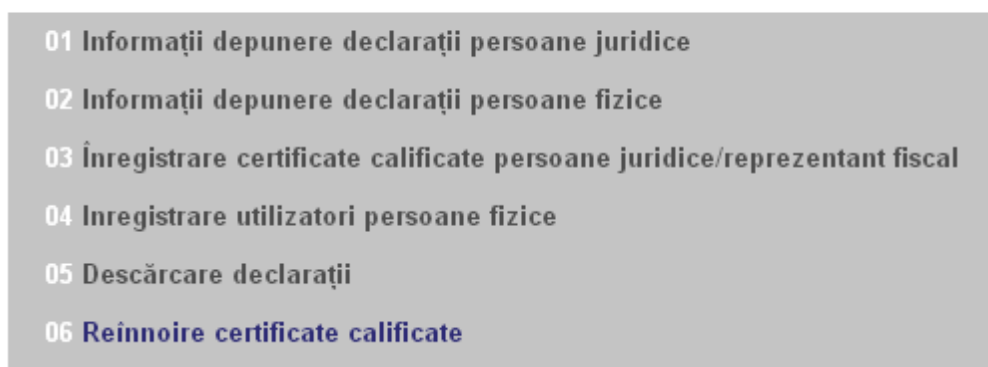 01 Informații depunere declarații persoane juridice
02 Informații depunere declarații persoane fizice
03 Înregistrare certificate calificate persoane juridice/reprezentant fiscal
04 Inregistrare utilizatori persoane fizice
05 Descărcare declarații
06 Reînnoire certificate calificate